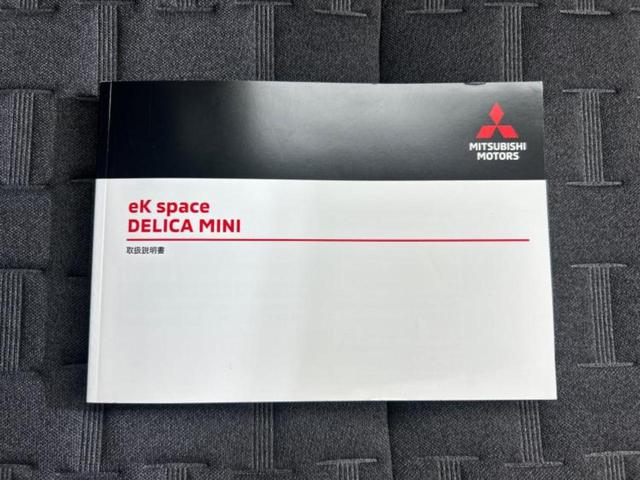 MITSUBISHI
MOTORS
eK space
DELICA MINI
取扱説明書